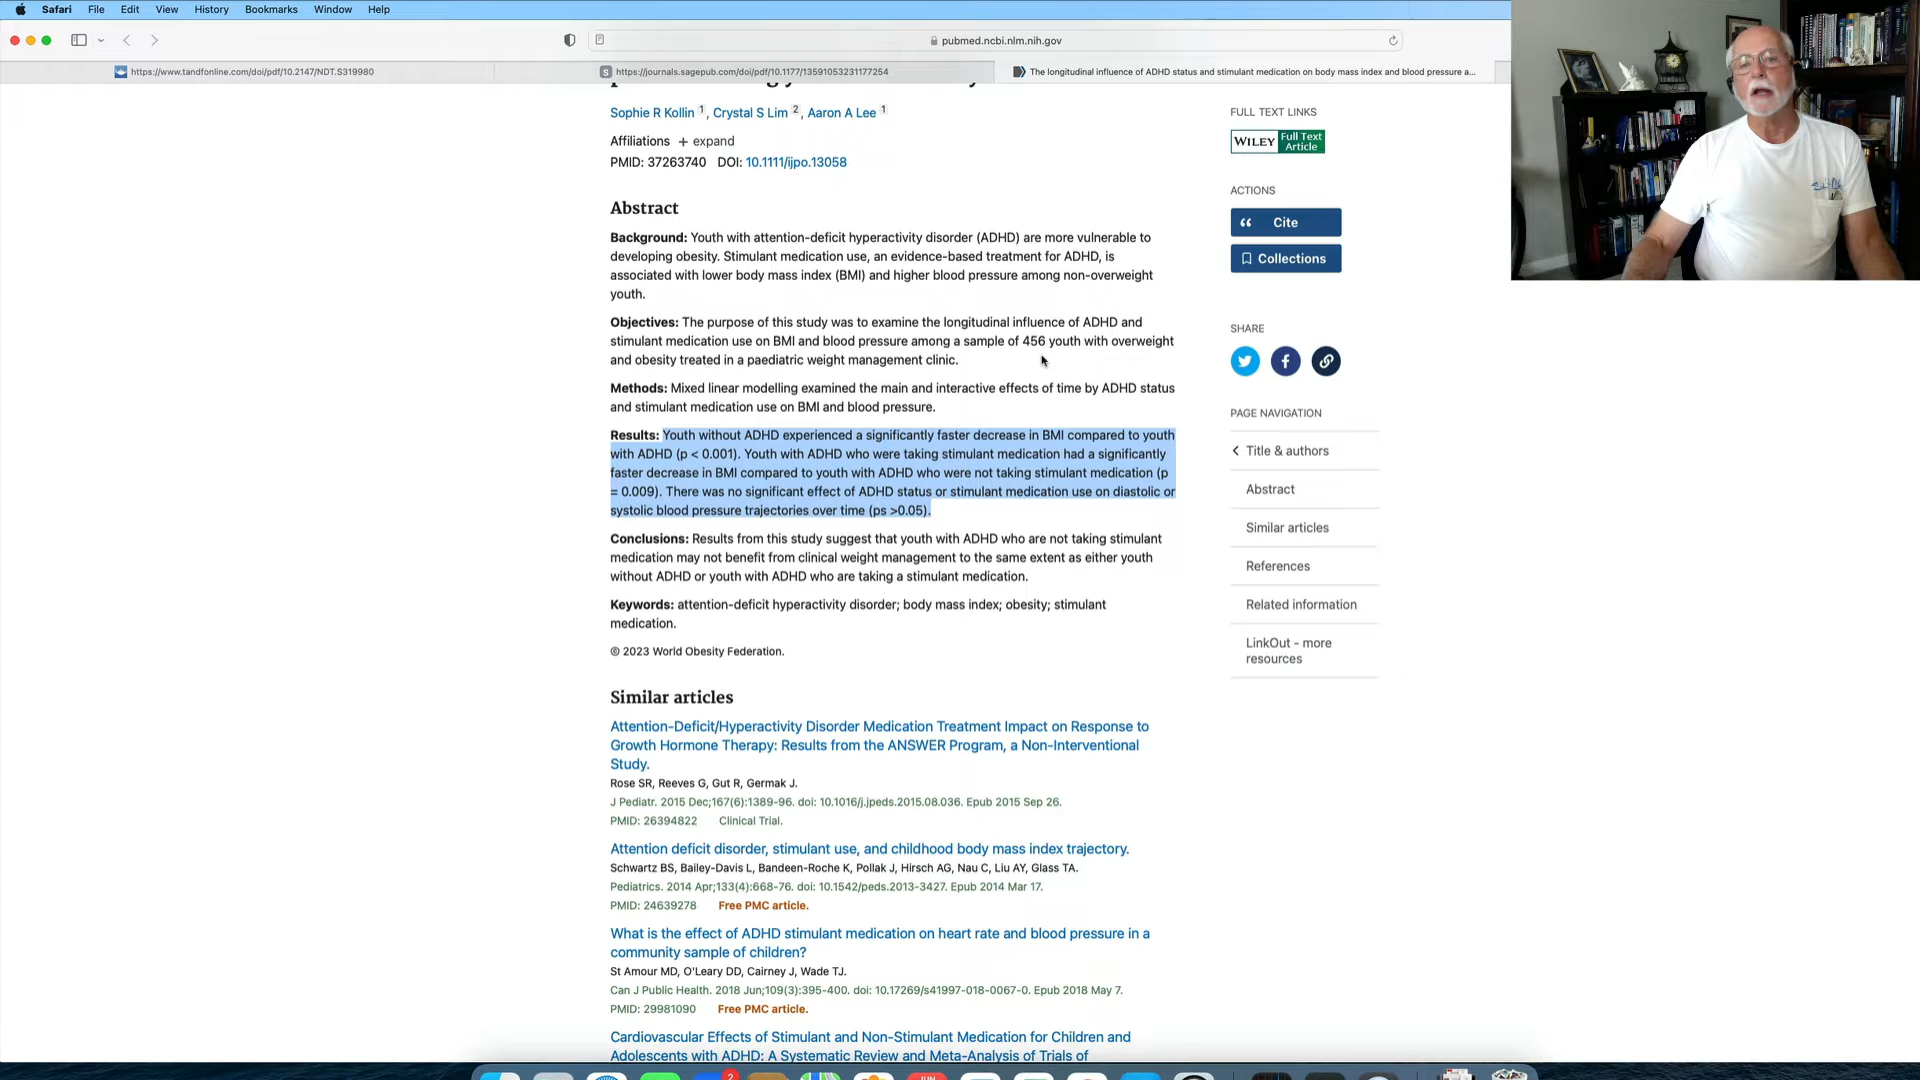 Safari File Edit View History Bookmarks Window Help
pubmed.ncbi.nlm.nih.gov
https://www.tandfonline.com/doi/pdf/10.2147/NDT.S319980
S https://journals.sagepub.com/doi/pdf/10.1177/13591053231177254
The longitudinal influence of ADHD status and stimulant medication on body mass index and blood pressure a...
Sophie R Kollin 1, Crystal S Lim 2, Aaron A Lee 1
Affiliations + expand
PMID: 37263740 DOI: 10.1111/ijpo.13058
Abstract
Background: Youth with attention-deficit hyperactivity disorder (ADHD) are more vulnerable to
developing obesity. Stimulant medication use, an evidence-based treatment for ADHD, is
associated with lower body mass index (BMI) and higher blood pressure among non-overweight
youth.
Objectives: The purpose of this study was to examine the longitudinal influence of ADHD and
stimulant medication use on BMI and blood pressure among a sample of 456 youth with overweight
and obesity treated in a paediatric weight management clinic.
Methods: Mixed linear modelling examined the main and interactive effects of time by ADHD status
and stimulant medication use on BMI and blood pressure.
Results: Youth without ADHD experienced a significantly faster decrease in BMI compared to youth
with ADHD (p < 0.001). Youth with ADHD who were taking stimulant medication had a significantly
faster decrease in BMI compared to youth with ADHD who were not taking stimulant medication (p
= 0.009). There was no significant effect of ADHD status or stimulant medication use on diastolic or
systolic blood pressure trajectories over time (ps >0.05).
Conclusions: Results from this study suggest that youth with ADHD who are not taking stimulant
medication may not benefit from clinical weight management to the same extent as either youth
without ADHD or youth with ADHD who are taking a stimulant medication.
Keywords: attention-deficit hyperactivity disorder; body mass index; obesity; stimulant
medication.
© 2023 World Obesity Federation.
Similar articles
Attention-Deficit/Hyperactivity Disorder Medication Treatment Impact on Response to
Growth Hormone Therapy: Results from the ANSWER Program, a Non-Interventional
Study.
Rose SR, Reeves G, Gut R, Germak J.
J Pediatr. 2015 Dec;167(6):1389-96. doi: 10.1016/j.jpeds.2015.08.036. Epub 2015 Sep 26.
PMID: 26394822 Clinical Trial.
Attention deficit disorder, stimulant use, and childhood body mass index trajectory.
Schwartz BS, Bailey-Davis L, Bandeen-Roche K, Pollak J, Hirsch AG, Nau C, Liu AY, Glass TA.
Pediatrics. 2014 Apr;133(4):668-76. doi: 10.1542/peds.2013-3427. Epub 2014 Mar 17.
PMID: 24639278 Free PMC article.
What is the effect of ADHD stimulant medication on heart rate and blood pressure in a
community sample of children?
St Amour MD, O'Leary DD, Cairney J, Wade TJ.
Can J Public Health. 2018 Jun;109(3):395-400. doi: 10.17269/s41997-018-0067-0. Epub 2018 May 7.
PMID: 29981090 Free PMC article.
Cardiovascular Effects of Stimulant and Non-Stimulant Medication for Children and
Adolescents with ADHD: A Systematic Review and Meta-Analysis of Trials of
FULL TEXT LINKS
WILEY Full Text
Article
ACTIONS
Cite
Collections
SHARE
PAGE NAVIGATION
Title & authors
Abstract
Similar articles
References
Related information
LinkOut - more
resources
2
JUN